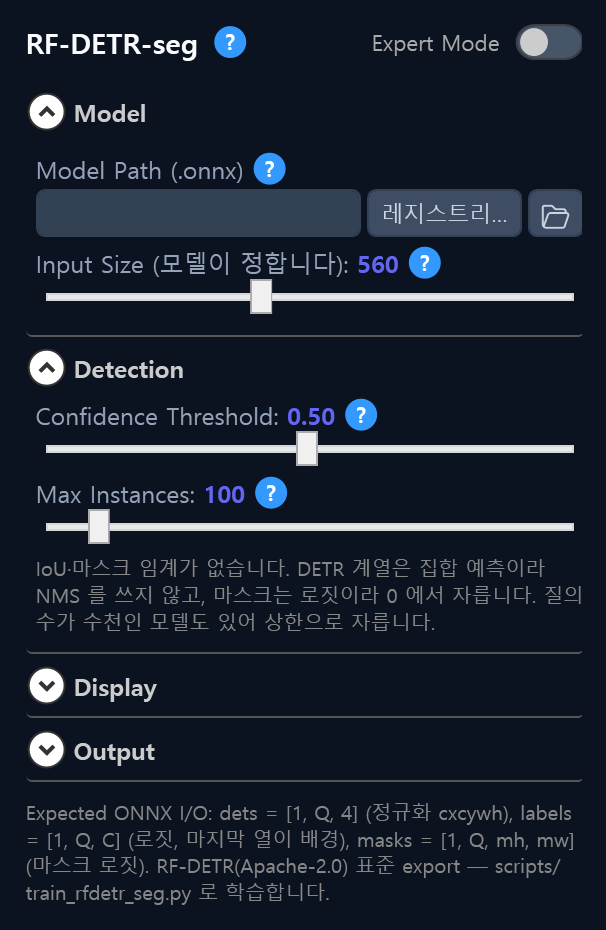 RF-DETR-seg ? Expert Mode
Model
Model Path (.onnx) ?
레지스트리...
Input Size (모델이 정합니다): 560 ?
Detection
Confidence Threshold: 0.50 ?
Max Instances: 100 ?
IoU·마스크 임계가 없습니다. DETR 계열은 집합 예측이라
NMS 를 쓰지 않고, 마스크는 로짓이라 0 에서 자릅니다. 질의
수가 수천인 모델도 있어 상한으로 자릅니다.
Display
Output
Expected ONNX I/O: dets = [1, Q, 4] (정규화 cxcywh), labels
= [1, Q, C] (로짓, 마지막 열이 배경), masks = [1, Q, mh, mw]
(마스크 로짓). RF-DETR(Apache-2.0) 표준 export — scripts/
train_rfdetr_seg.py 로 학습합니다.